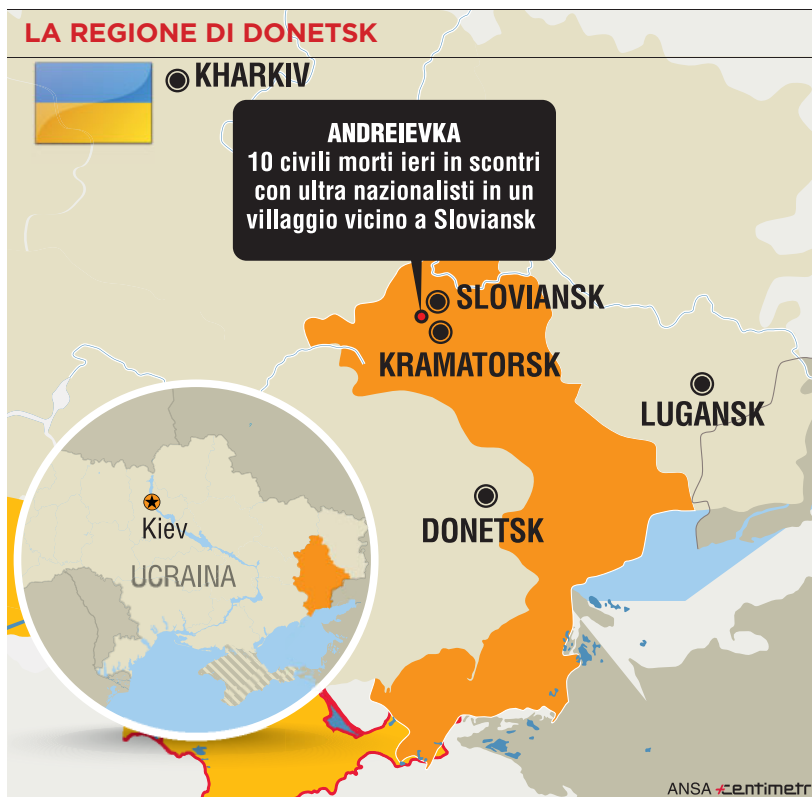 LA REGIONE DI DONETSK
KHARKIV
ANDREIEVKA
10 civili morti ieri in scontri
con ultra nazionalisti in un
villaggio vicino a Sloviansk
SLOVIANSK
KRAMATORSK
LUGANSK
DONETSK
Kiev
UCRAINA
ANSA centimetr